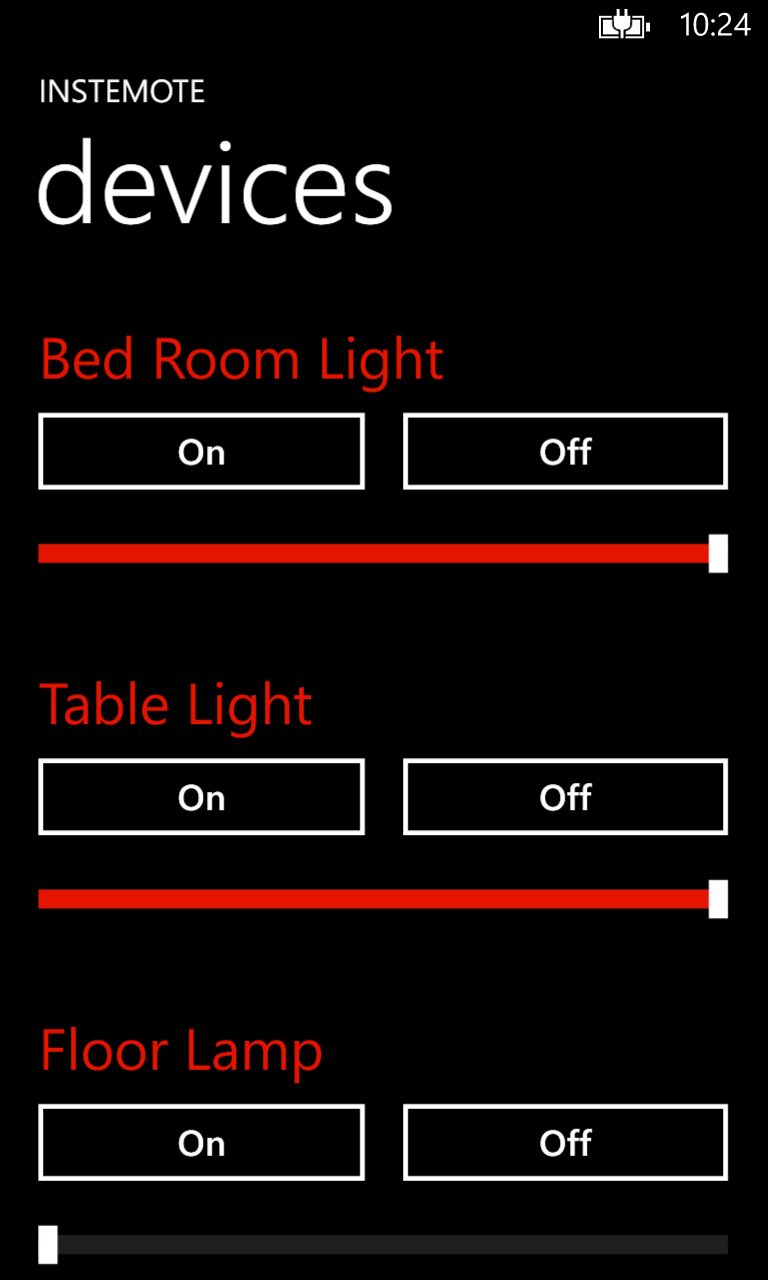 10:24
INSTEMOTE
devices
Bed Room Light
On Off
Table Light
On Off
Floor Lamp
On Off